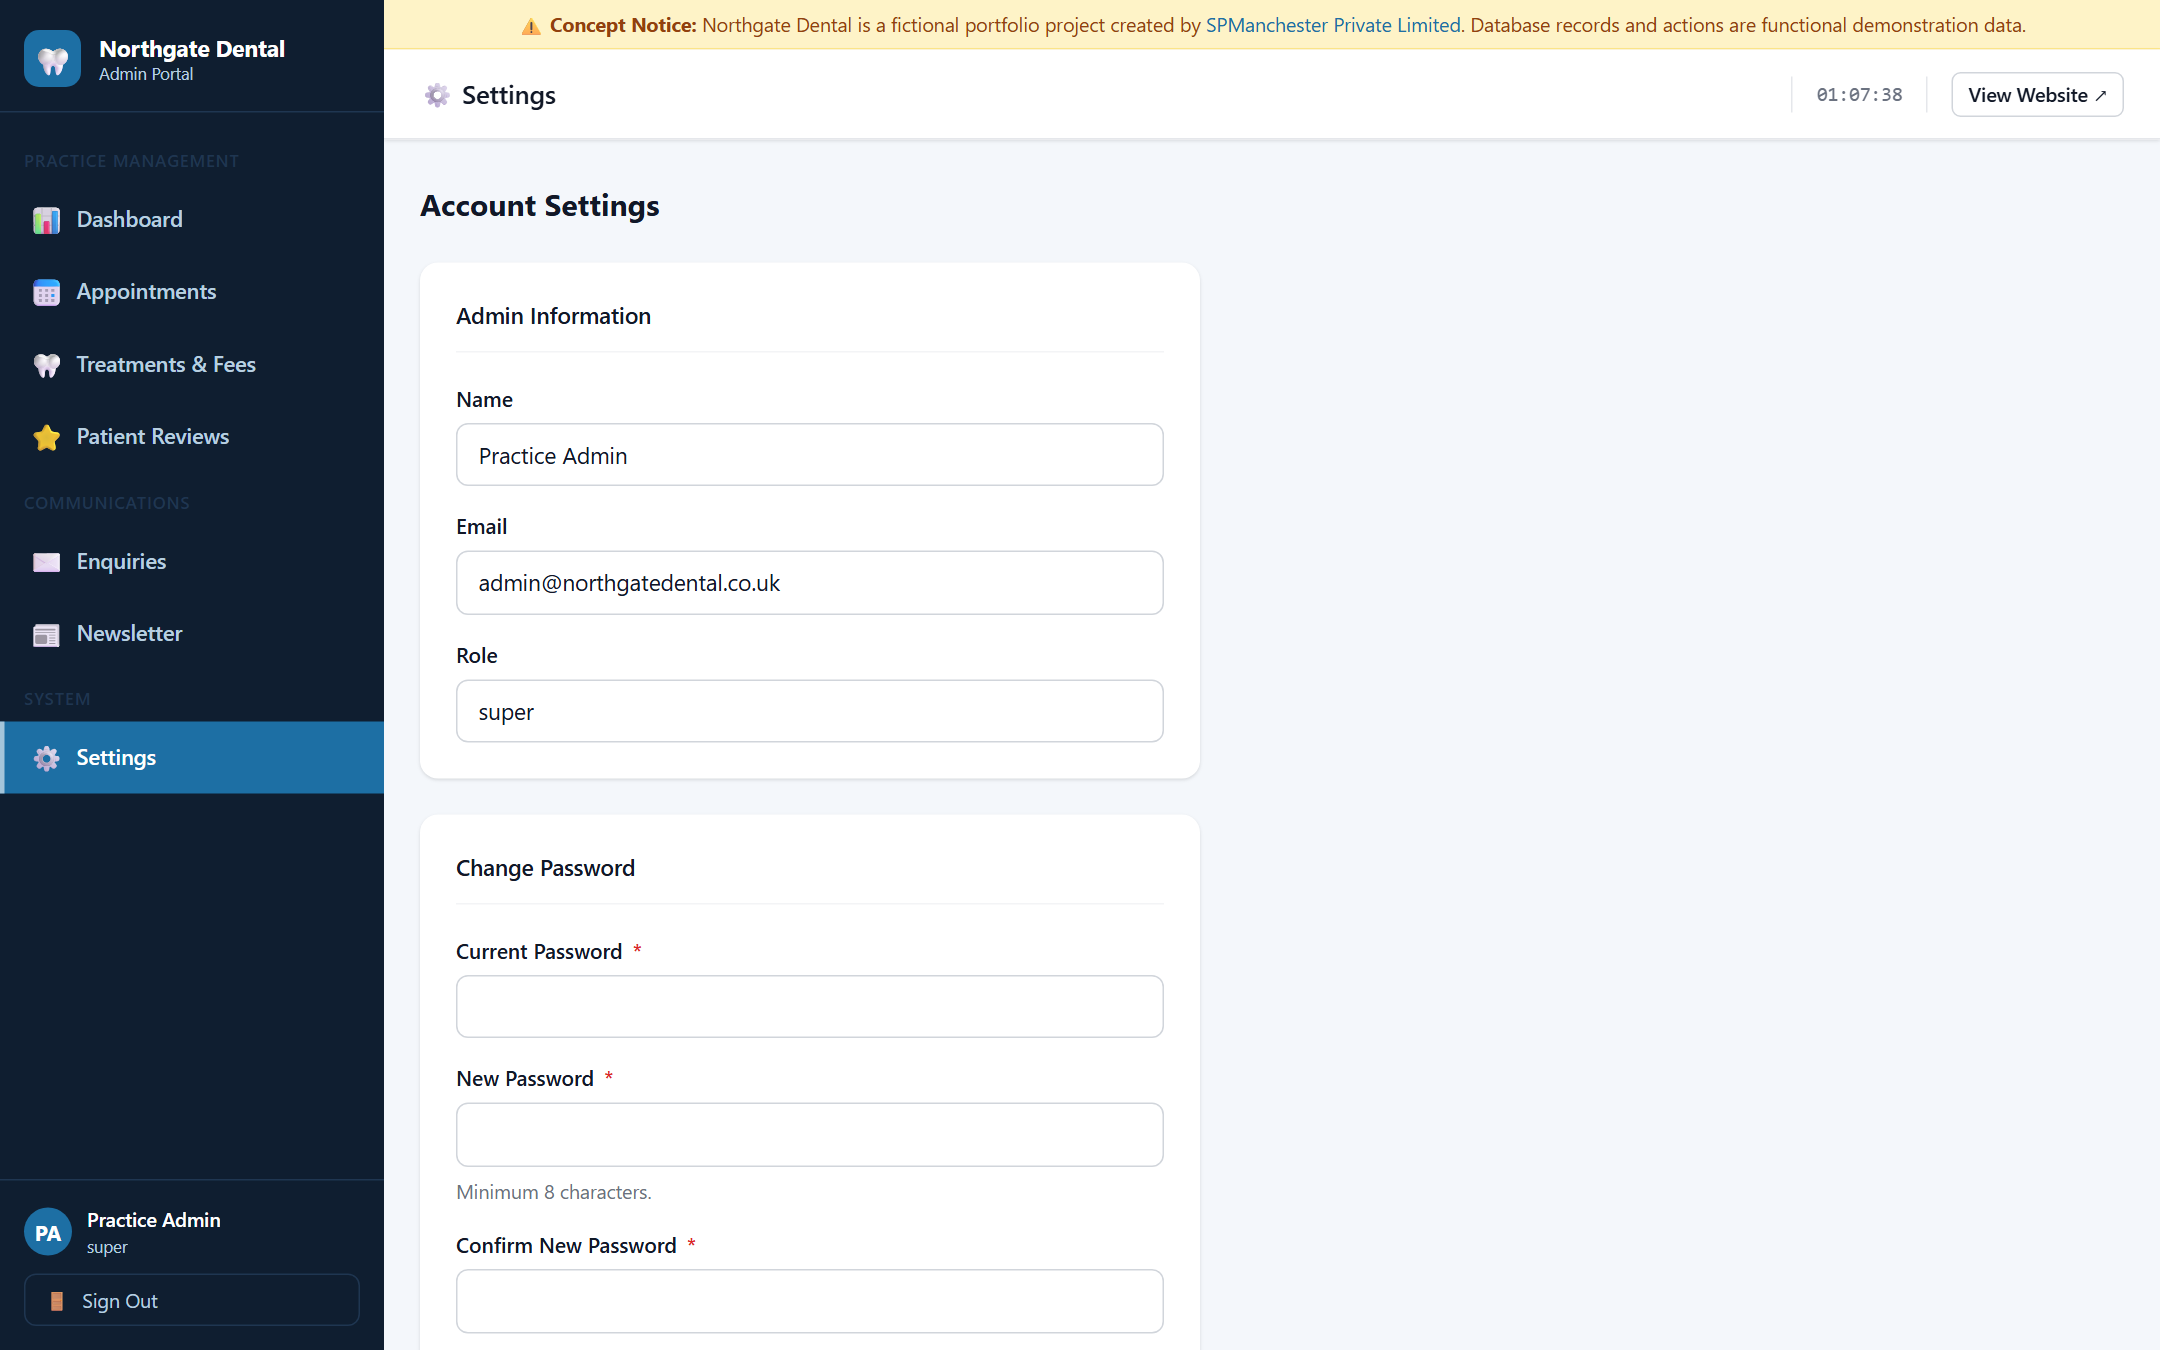 Northgate Dental
Admin Portal
PRACTICE MANAGEMENT
Dashboard
Appointments
Treatments & Fees
Patient Reviews
COMMUNICATIONS
Enquiries
Newsletter
SYSTEM
Settings
PA
Practice Admin
super
Sign Out
Concept Notice: Northgate Dental is a fictional portfolio project created by SPManchester Private Limited. Database records and actions are functional demonstration data.
Settings
01:07:38
View Website ↗
Account Settings
Admin Information
Name
Practice Admin
Email
admin@northgatedental.co.uk
Role
super
Change Password
Current Password *
New Password *
Minimum 8 characters.
Confirm New Password *